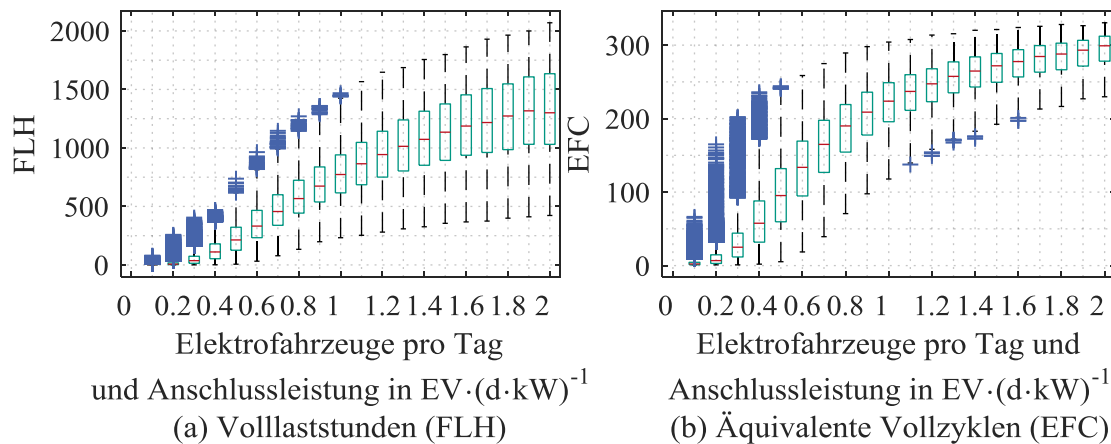 2000
1500
1000
500
0
FLH
0 0.2 0.4 0.6 0.8 1 1.2 1.4 1.6 1.8 2
Elektrofahrzeuge pro Tag
und Anschlussleistung in EV·(d·kW)⁻¹
(a) Volllaststunden (FLH)
300
200
100
0
EFC
0 0.2 0.4 0.6 0.8 1 1.2 1.4 1.6 1.8 2
Elektrofahrzeuge pro Tag und
Anschlussleistung in EV·(d·kW)⁻¹
(b) Äquivalente Vollzyklen (EFC)